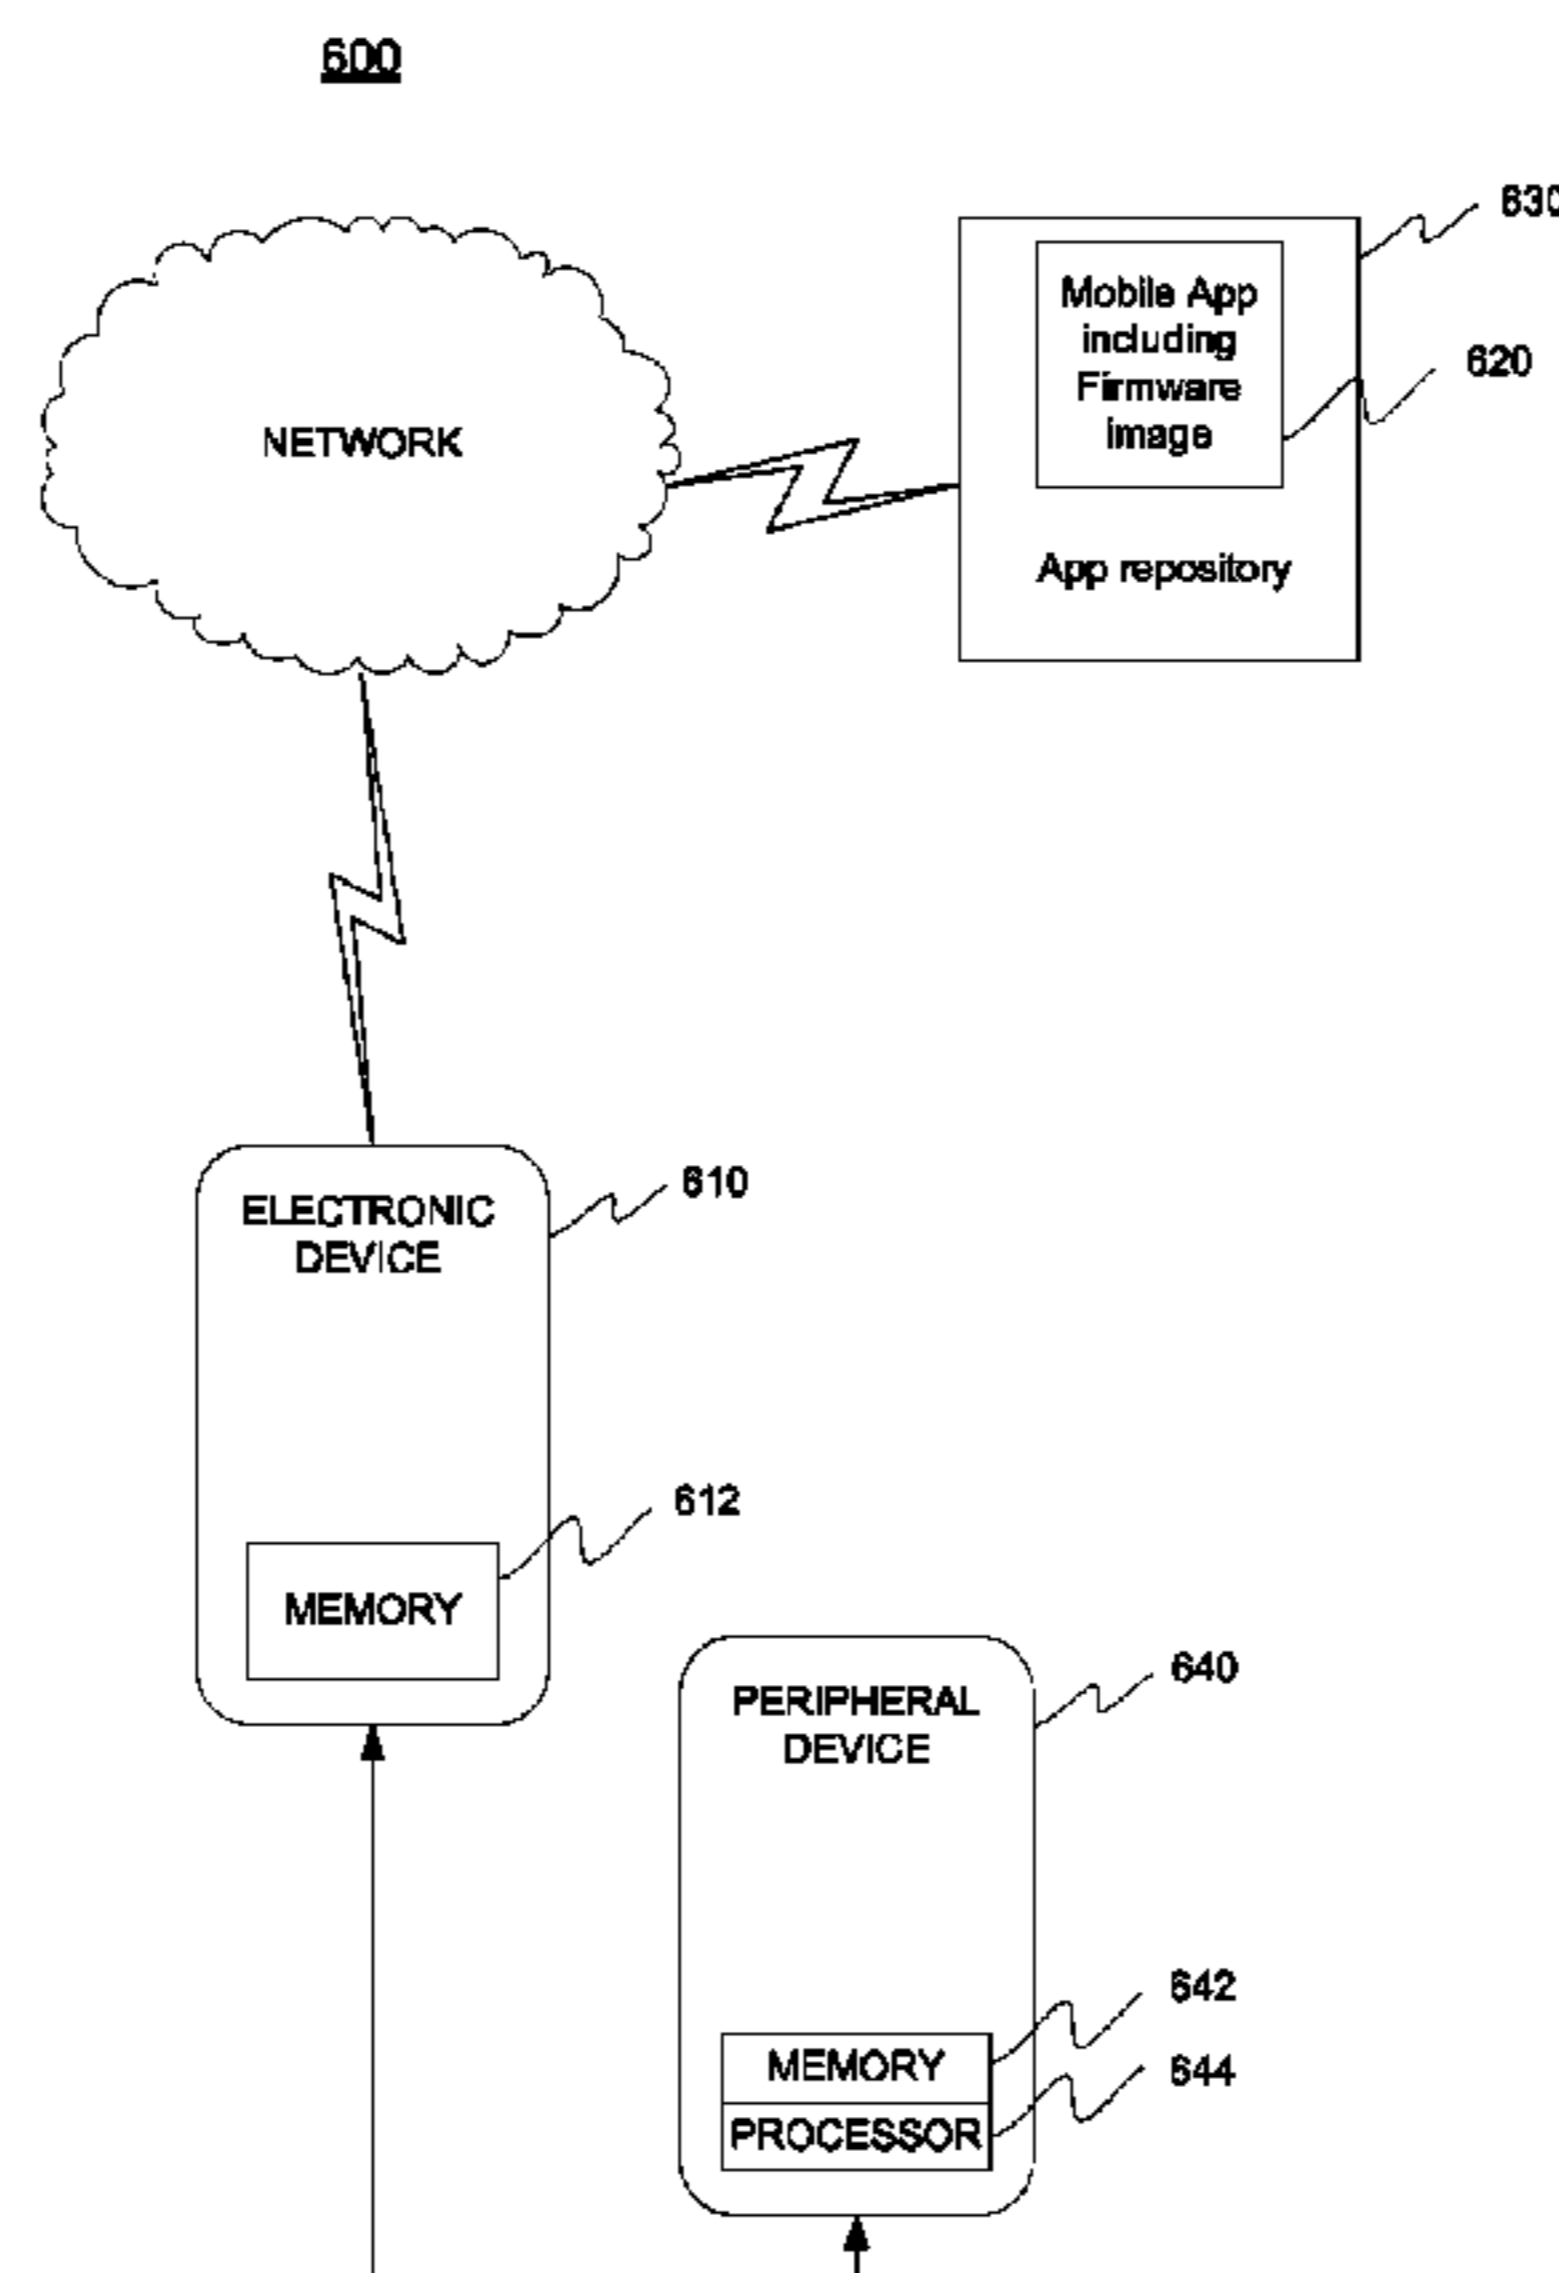 600
630
Mobile App
including
Firmware
image
620
NETWORK
App repository
610
ELECTRONIC
DEVICE
612
MEMORY
640
PERIPHERAL
DEVICE
642
MEMORY
644
PROCESSOR